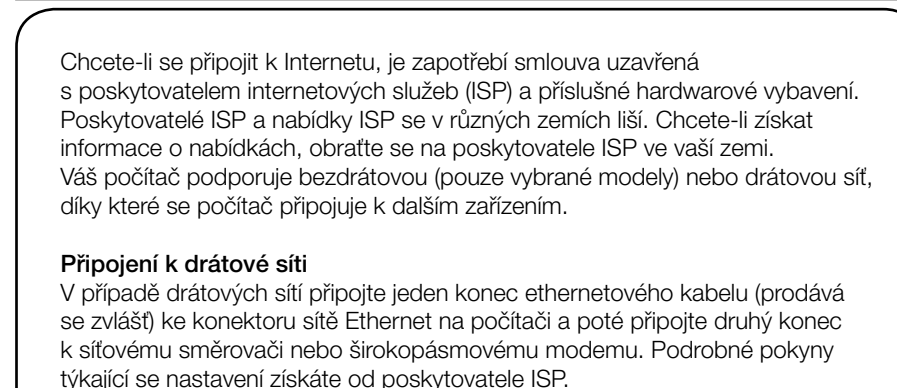 Chcete-li se připojit k Internetu, je zapotřebí smlouva uzavřená
s poskytovatelem internetových služeb (ISP) a příslušné hardwarové vybavení.
Poskytovatelé ISP a nabídky ISP se v různých zemích liší. Chcete-li získat
informace o nabídkách, obraťte se na poskytovatele ISP ve vaší zemi.
Váš počítač podporuje bezdrátovou (pouze vybrané modely) nebo drátovou síť,
díky které se počítač připojuje k dalším zařízením.
Připojení k drátové síti
V případě drátových sítí připojte jeden konec ethernetového kabelu (prodává
se zvlášť) ke konektoru sítě Ethernet na počítači a poté připojte druhý konec
k síťovému směrovači nebo širokopásmovému modemu. Podrobné pokyny
týkající se nastavení získáte od poskytovatele ISP.